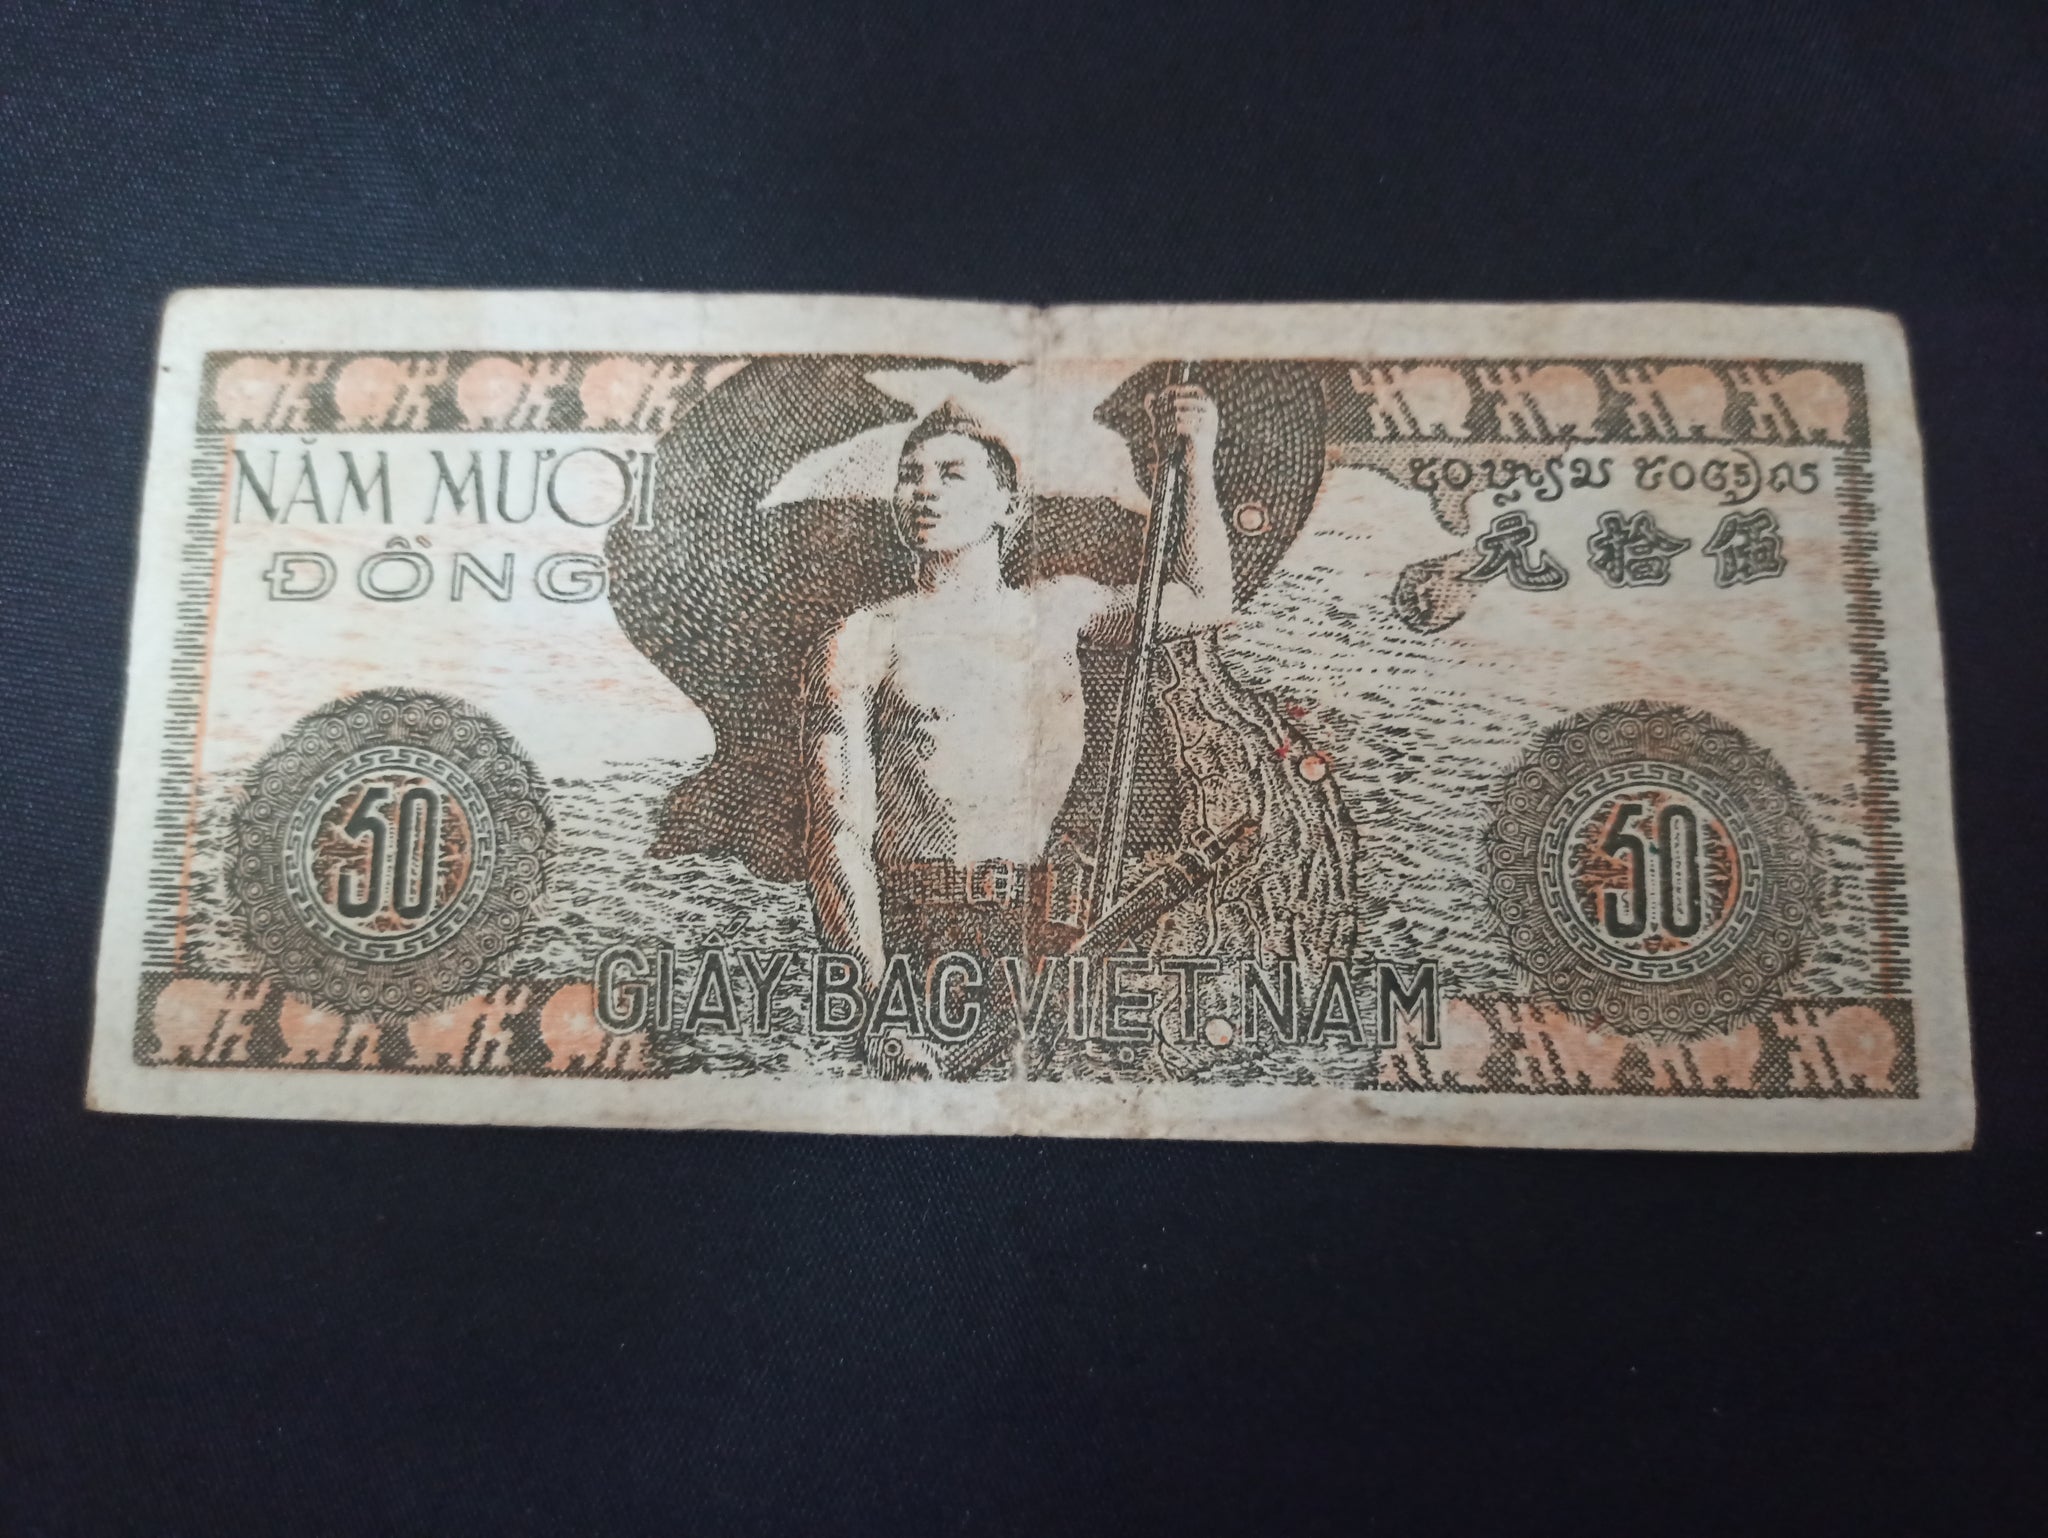 NĂM MƯƠI
ĐỒNG
元拾伍
50
50
GIẤY BẠC VIỆT NAM